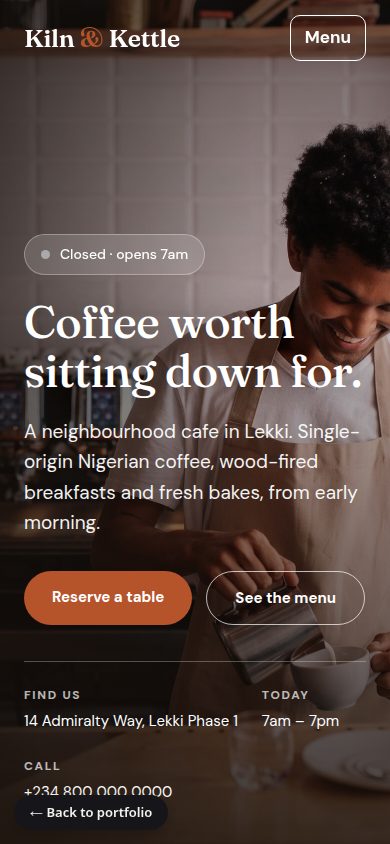 Kiln & Kettle
Menu
Closed · opens 7am
Coffee worth
sitting down for.
A neighbourhood cafe in Lekki. Single-
origin Nigerian coffee, wood-fired
breakfasts and fresh bakes, from early
morning.
Reserve a table
See the menu
FIND US
14 Admiralty Way, Lekki Phase 1
TODAY
7am – 7pm
CALL
+234 800 000 0000
← Back to portfolio